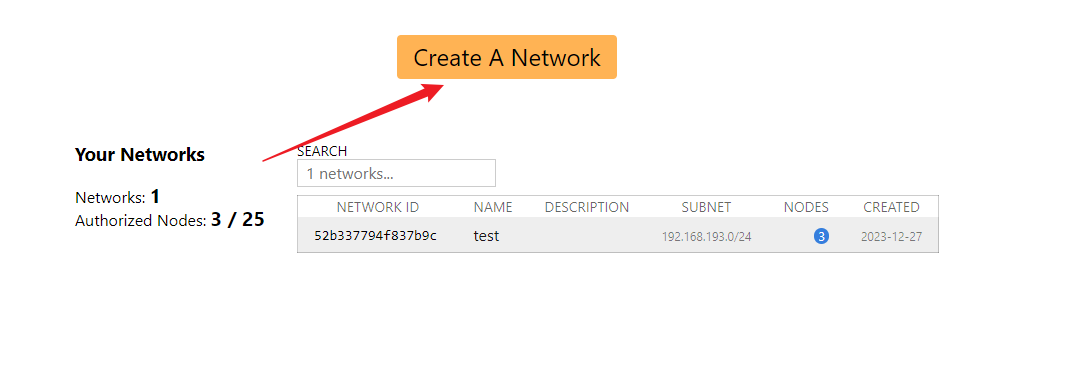 Create A Network
Your Networks
Networks: 1
Authorized Nodes: 3 / 25
SEARCH
1 networks...
NETWORK ID NAME DESCRIPTION SUBNET NODES CREATED
52b337794f837b9c test 192.168.193.0/24 3 2023-12-27